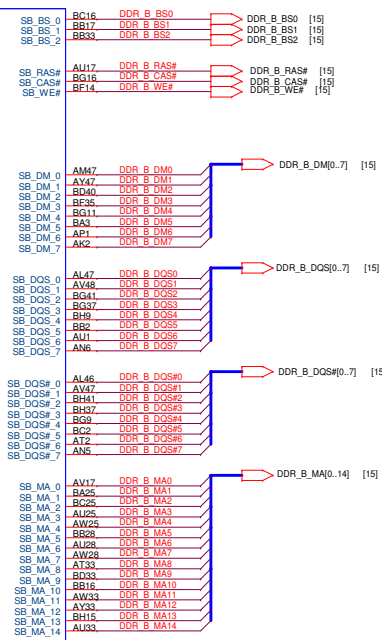 SB_BS_0 BC16 DDR_B_BS0 DDR_B_BS0 [15]
SB_BS_1 BB17 DDR_B_BS1 DDR_B_BS1 [15]
SB_BS_2 BB33 DDR_B_BS2 DDR_B_BS2 [15]
SB_RAS# AU17 DDR_B_RAS# DDR_B_RAS# [15]
SB_CAS# BG16 DDR_B_CAS# DDR_B_CAS# [15]
SB_WE# BF14 DDR_B_WE# DDR_B_WE# [15]
DDR_B_DM[0..7] [15]
SB_DM_0 AM47 DDR_B_DM0
SB_DM_1 AY47 DDR_B_DM1
SB_DM_2 BD40 DDR_B_DM2
SB_DM_3 BF35 DDR_B_DM3
SB_DM_4 BG11 DDR_B_DM4
SB_DM_5 BA3 DDR_B_DM5
SB_DM_6 AP1 DDR_B_DM6
SB_DM_7 AK2 DDR_B_DM7
DDR_B_DQS[0..7] [15]
SB_DQS_0 AL47 DDR_B_DQS0
SB_DQS_1 AV48 DDR_B_DQS1
SB_DQS_2 BG41 DDR_B_DQS2
SB_DQS_3 BG37 DDR_B_DQS3
SB_DQS_4 BH9 DDR_B_DQS4
SB_DQS_5 BB2 DDR_B_DQS5
SB_DQS_6 AU1 DDR_B_DQS6
SB_DQS_7 AN6 DDR_B_DQS7
DDR_B_DQS#[0..7] [15
SB_DQS#_0 AL46 DDR_B_DQS#0
SB_DQS#_1 AV47 DDR_B_DQS#1
SB_DQS#_2 BH41 DDR_B_DQS#2
SB_DQS#_3 BH37 DDR_B_DQS#3
SB_DQS#_4 BG9 DDR_B_DQS#4
SB_DQS#_5 BC2 DDR_B_DQS#5
SB_DQS#_6 AT2 DDR_B_DQS#6
SB_DQS#_7 AN5 DDR_B_DQS#7
DDR_B_MA[0..14] [15]
SB_MA_0 AV17 DDR_B_MA0
SB_MA_1 BA25 DDR_B_MA1
SB_MA_2 BC25 DDR_B_MA2
SB_MA_3 AU25 DDR_B_MA3
SB_MA_4 AW25 DDR_B_MA4
SB_MA_5 BB28 DDR_B_MA5
SB_MA_6 AU28 DDR_B_MA6
SB_MA_7 AW28 DDR_B_MA7
SB_MA_8 AT33 DDR_B_MA8
SB_MA_9 BD33 DDR_B_MA9
SB_MA_10 BB16 DDR_B_MA10
SB_MA_11 AW33 DDR_B_MA11
SB_MA_12 AY33 DDR_B_MA12
SB_MA_13 BH15 DDR_B_MA13
SB_MA_14 AU33 DDR_B_MA14